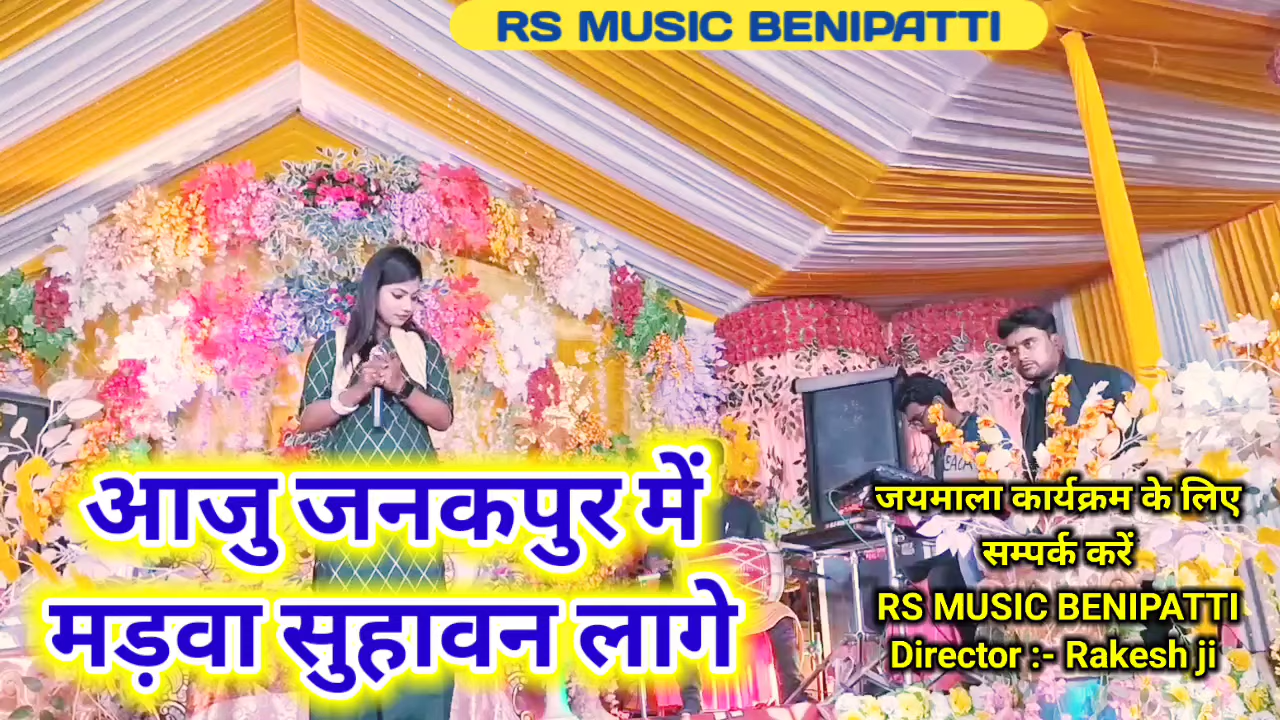 RS MUSIC BENIPATTI
आजु जनकपुर में
मड़वा सुहावन लागे
जयमाला कार्यक्रम के लिए
सम्पर्क करें
RS MUSIC BENIPATTI
Director :- Rakesh ji